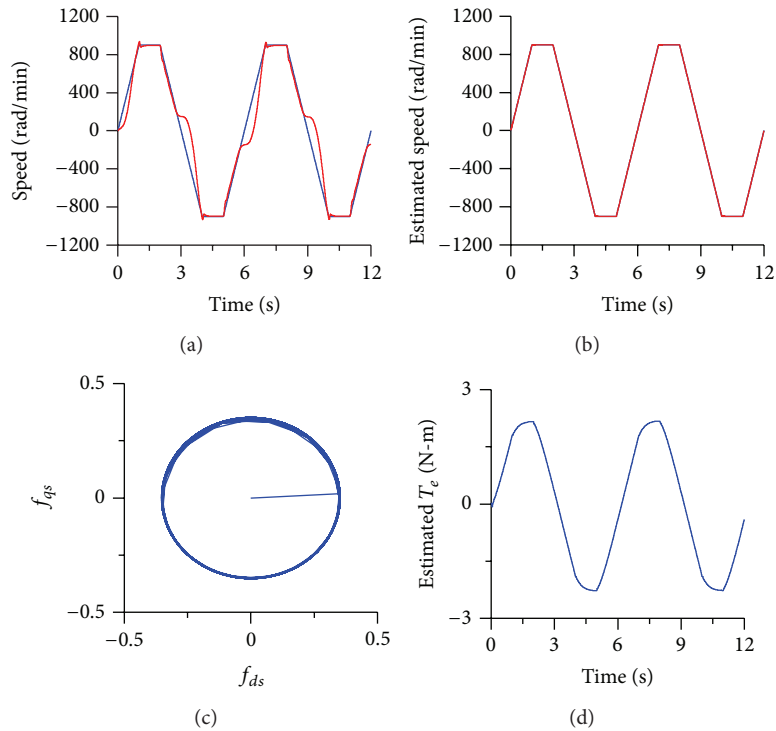 1200
800
400
0
−400
−800
−1200
Speed (rad/min)
0 3 6 9 12
Time (s)
(a)
1200
800
400
0
−400
−800
−1200
Estimated speed (rad/min)
0 3 6 9 12
Time (s)
(b)
0.5
0
−0.5
f_qs
−0.5 0 0.5
f_ds
(c)
3
0
−3
Estimated T_e (N-m)
0 3 6 9 12
Time (s)
(d)